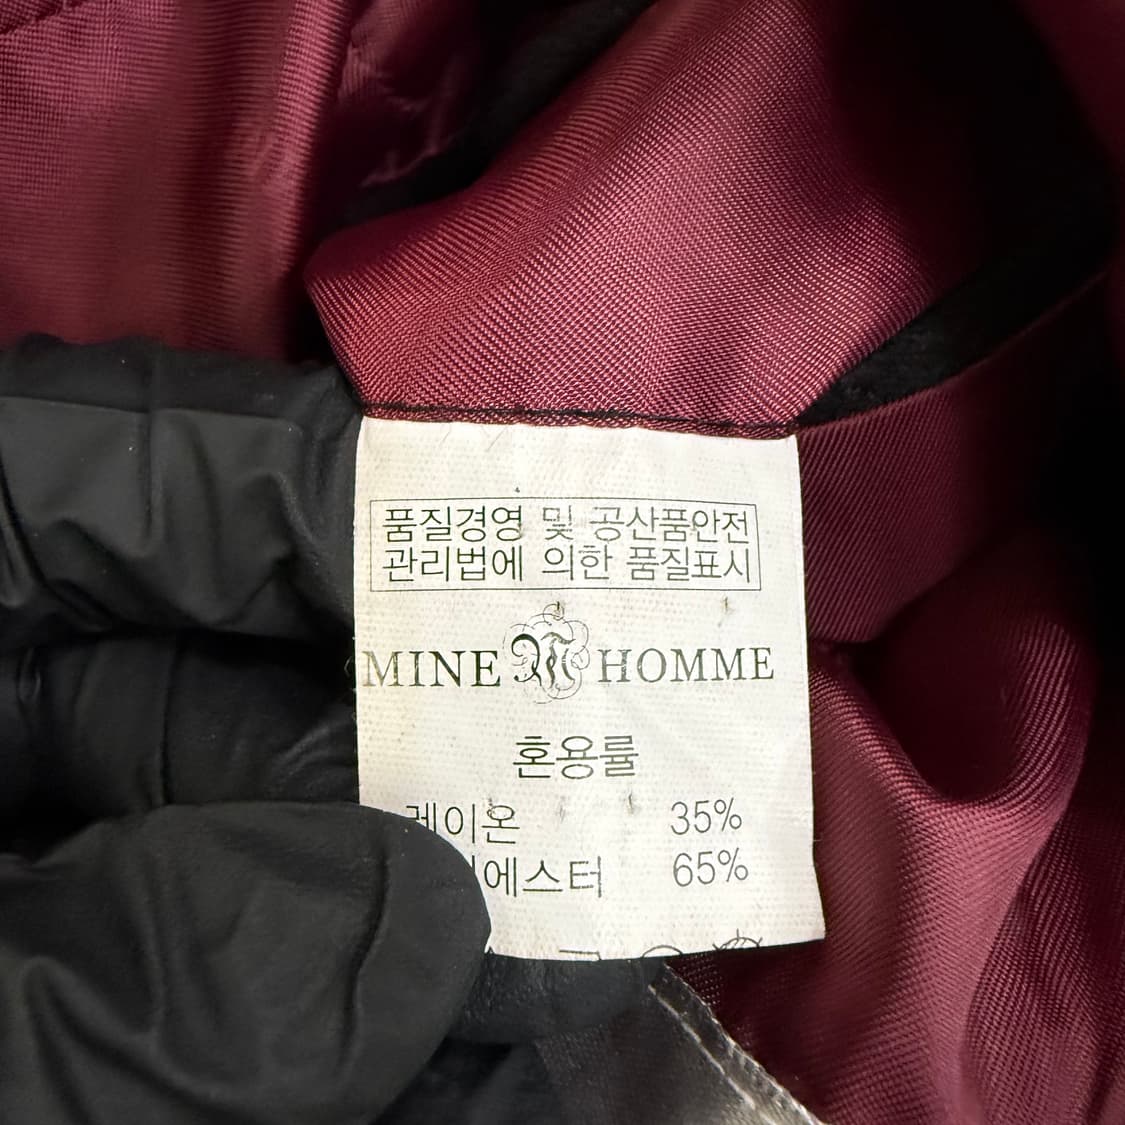 품질경영 및 공산품안전
관리법에 의한 품질표시
MINE HOMME
혼용률
레이온 35%
에스터 65%